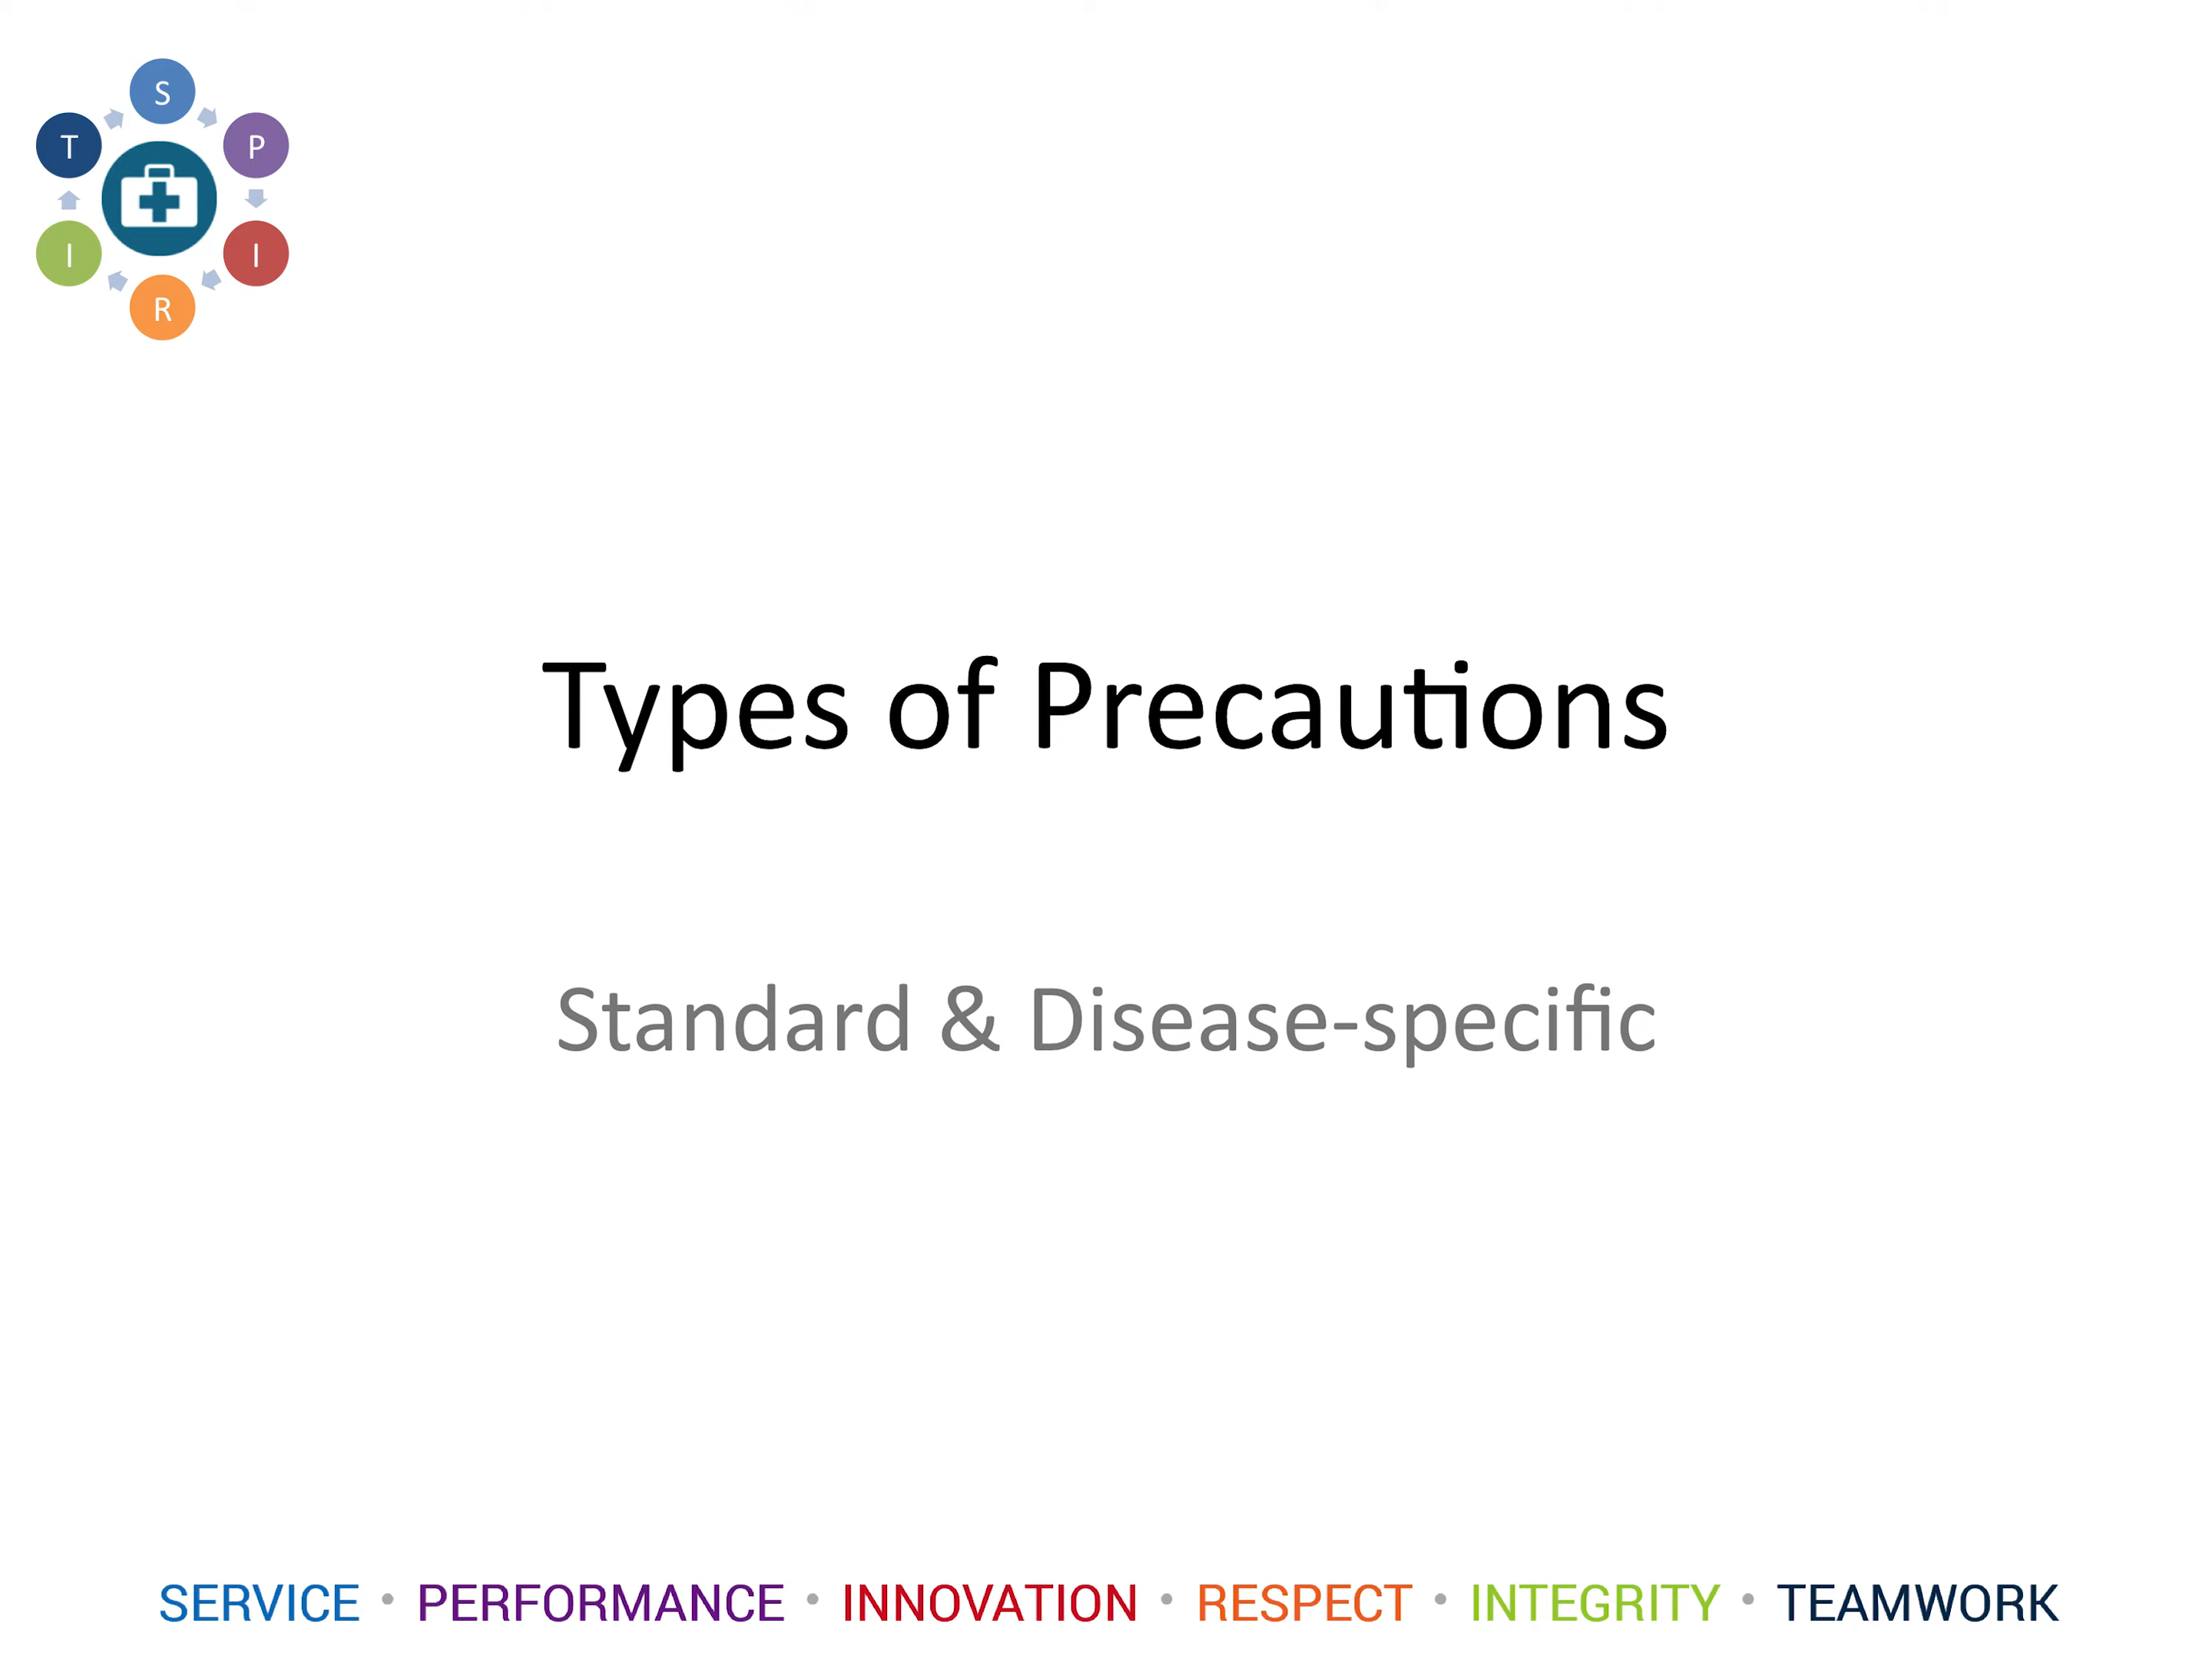 S
T
P
I
I
R
Types of Precautions
Standard & Disease-specific
SERVICE • PERFORMANCE • INNOVATION • RESPECT • INTEGRITY • TEAMWORK